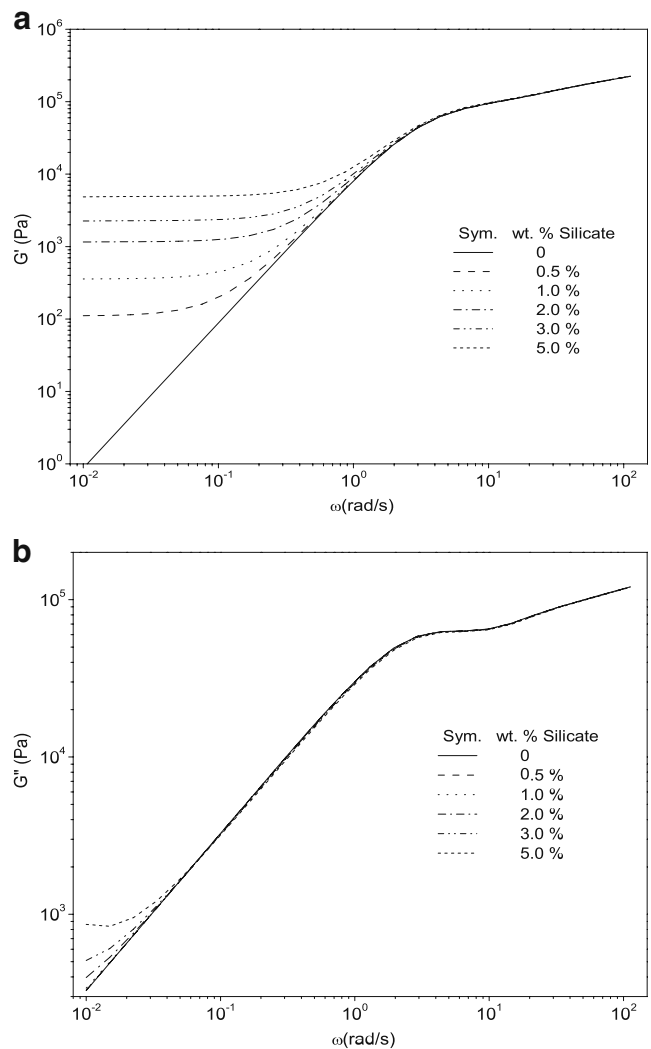 a
10^6
10^5
10^4
10^3
10^2
10^1
10^0
G' (Pa)
Sym. wt. % Silicate
0
0.5 %
1.0 %
2.0 %
3.0 %
5.0 %
10^-2 10^-1 10^0 10^1 10^2
ω(rad/s)
b
10^5
10^4
10^3
G" (Pa)
Sym. wt. % Silicate
0
0.5 %
1.0 %
2.0 %
3.0 %
5.0 %
10^-2 10^-1 10^0 10^1 10^2
ω(rad/s)